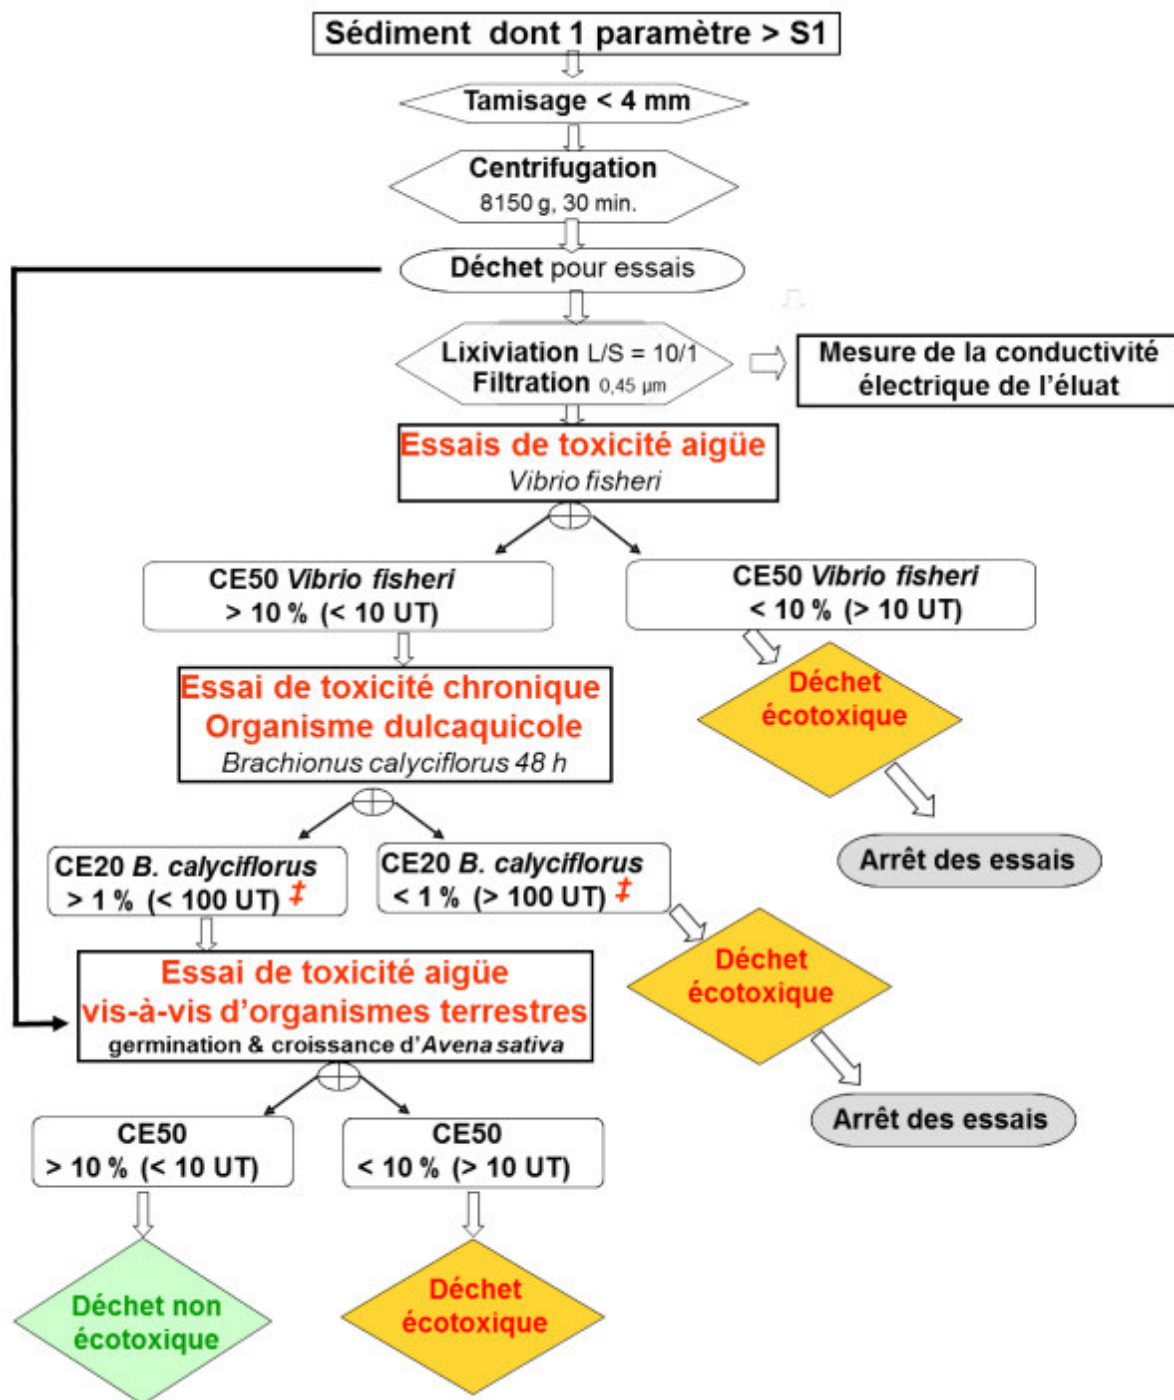 Sédiment dont 1 paramètre > S1
Tamisage < 4 mm
Centrifugation
8150 g, 30 min.
Déchet pour essais
Lixiviation L/S = 10/1
Filtration 0,45 µm
Mesure de la conductivité
électrique de l'éluat
Essais de toxicité aigüe
Vibrio fisheri
CE50 Vibrio fisheri
> 10 % (< 10 UT)
CE50 Vibrio fisheri
< 10 % (> 10 UT)
Déchet
écotoxique
Arrêt des essais
Essai de toxicité chronique
Organisme dulcaquicole
Brachionus calyciflorus 48 h
CE20 B. calyciflorus
> 1 % (< 100 UT) ‡
CE20 B. calyciflorus
< 1 % (> 100 UT) ‡
Déchet
écotoxique
Arrêt des essais
Essai de toxicité aigüe
vis-à-vis d'organismes terrestres
germination & croissance d'Avena sativa
CE50
> 10 % (< 10 UT)
CE50
< 10 % (> 10 UT)
Déchet non
écotoxique
Déchet
écotoxique